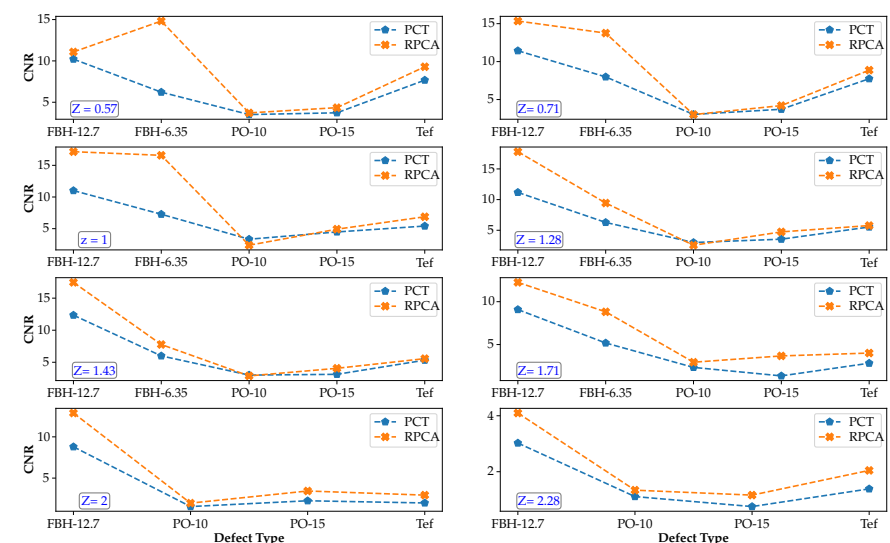 15
10
5
CNR
PCT
RPCA
Z = 0.57
FBH-12.7 FBH-6.35 PO-10 PO-15 Tef
15
10
5
PCT
RPCA
Z=0.71
FBH-12.7 FBH-6.35 PO-10 PO-15 Tef
15
10
5
CNR
PCT
RPCA
z = 1
FBH-12.7 FBH-6.35 PO-10 PO-15 Tef
15
10
5
PCT
RPCA
Z= 1.28
FBH-12.7 FBH-6.35 PO-10 PO-15 Tef
15
10
5
CNR
PCT
RPCA
Z= 1.43
FBH-12.7 FBH-6.35 PO-10 PO-15 Tef
10
5
PCT
RPCA
Z= 1.71
FBH-12.7 FBH-6.35 PO-10 PO-15 Tef
10
5
CNR
PCT
RPCA
Z= 2
FBH-12.7 PO-10 PO-15 Tef
Defect Type
4
2
PCT
RPCA
Z= 2.28
FBH-12.7 PO-10 PO-15 Tef
Defect Type